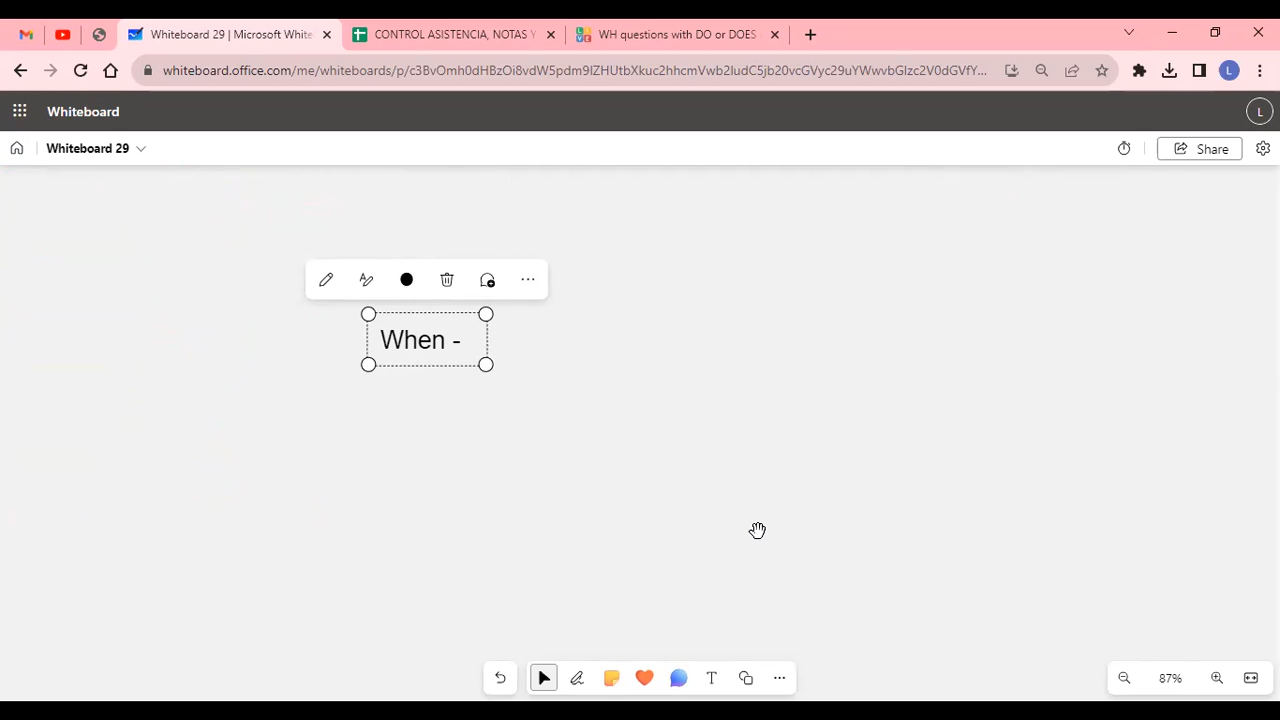 Whiteboard 29 | Microsoft White
CONTROL ASISTENCIA, NOTAS Y
WH questions with DO or DOES
whiteboard.office.com/me/whiteboards/p/c3BvOmh0dHBzOi8vdW5pdm9lZHUtbXkuc2hhcmVwb2ludC5jb20vcGVyc29uYWwvbGlzc2V0dGVfY...
L
Whiteboard
L
Whiteboard 29
Share
When -
T
87%